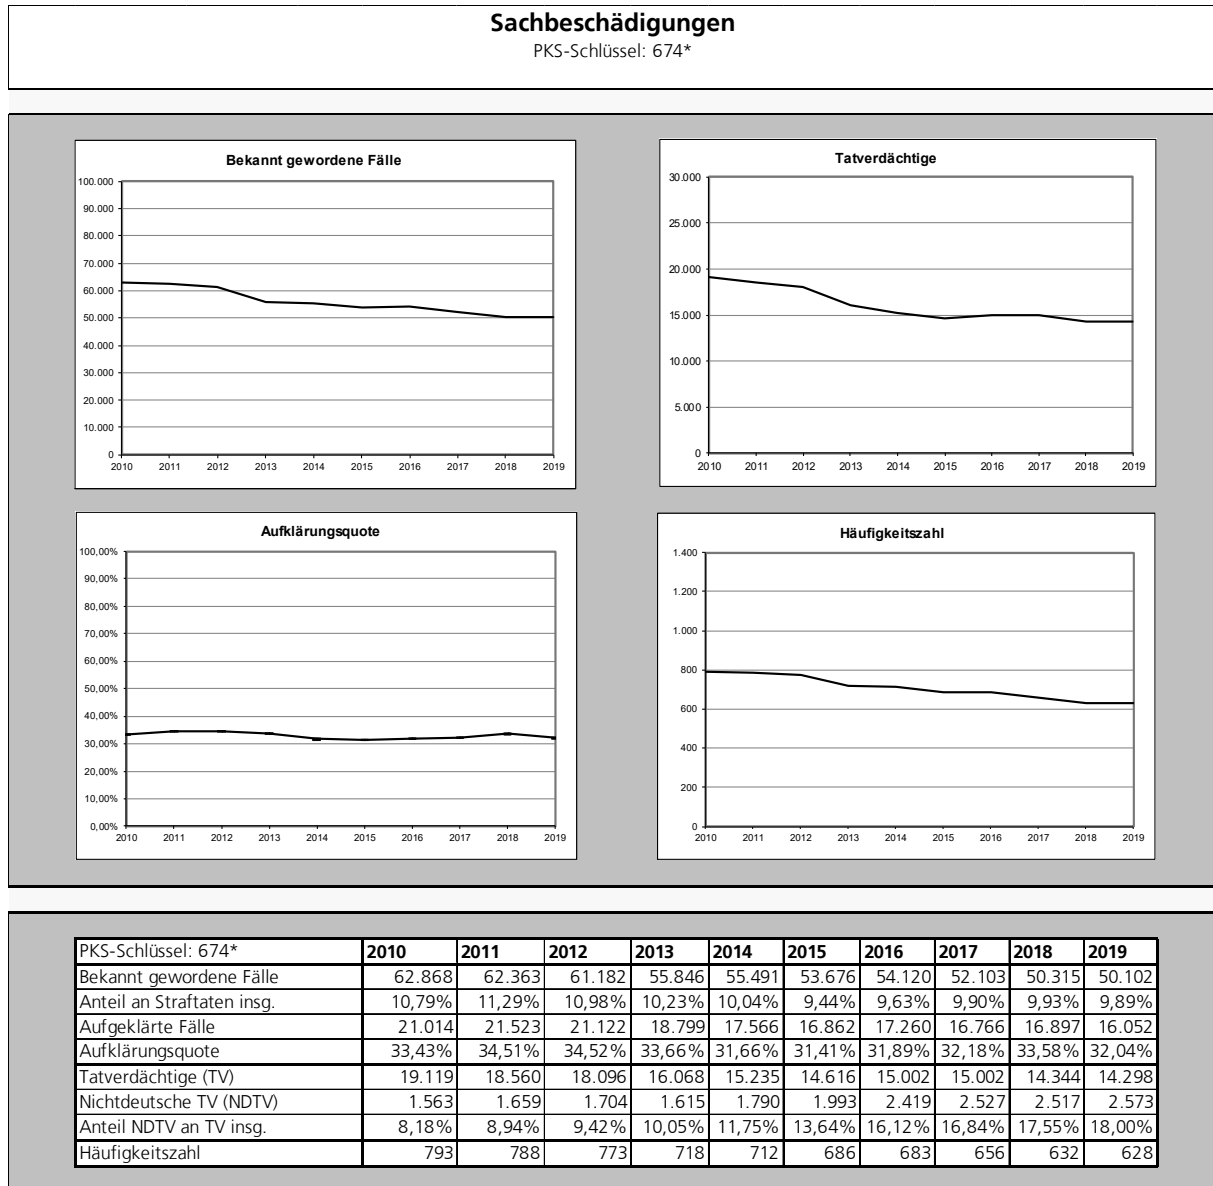 Sachbeschädigungen
PKS-Schlüssel: 674*
Bekannt gewordene Fälle
100.000
90.000
80.000
70.000
60.000
50.000
40.000
30.000
20.000
10.000
0
2010 2011 2012 2013 2014 2015 2016 2017 2018 2019
Tatverdächtige
30.000
25.000
20.000
15.000
10.000
5.000
0
2010 2011 2012 2013 2014 2015 2016 2017 2018 2019
Aufklärungsquote
100,00%
90,00%
80,00%
70,00%
60,00%
50,00%
40,00%
30,00%
20,00%
10,00%
0,00%
2010 2011 2012 2013 2014 2015 2016 2017 2018 2019
Häufigkeitszahl
1.400
1.200
1.000
800
600
400
200
0
2010 2011 2012 2013 2014 2015 2016 2017 2018 2019
PKS-Schlüssel: 674* 2010 2011 2012 2013 2014 2015 2016 2017 2018 2019
Bekannt gewordene Fälle 62.868 62.363 61.182 55.846 55.491 53.676 54.120 52.103 50.315 50.102
Anteil an Straftaten insg. 10,79% 11,29% 10,98% 10,23% 10,04% 9,44% 9,63% 9,90% 9,93% 9,89%
Aufgeklärte Fälle 21.014 21.523 21.122 18.799 17.566 16.862 17.260 16.766 16.897 16.052
Aufklärungsquote 33,43% 34,51% 34,52% 33,66% 31,66% 31,41% 31,89% 32,18% 33,58% 32,04%
Tatverdächtige (TV) 19.119 18.560 18.096 16.068 15.235 14.616 15.002 15.002 14.344 14.298
Nichtdeutsche TV (NDTV) 1.563 1.659 1.704 1.615 1.790 1.993 2.419 2.527 2.517 2.573
Anteil NDTV an TV insg. 8,18% 8,94% 9,42% 10,05% 11,75% 13,64% 16,12% 16,84% 17,55% 18,00%
Häufigkeitszahl 793 788 773 718 712 686 683 656 632 628